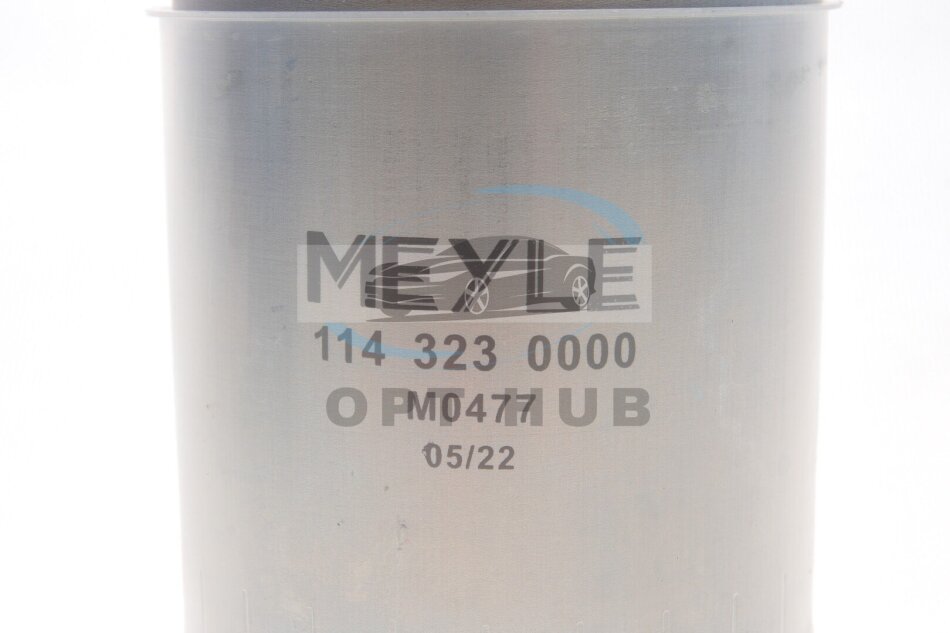 MEYLE
114 323 0000
M0477
OPT HUB
05/22